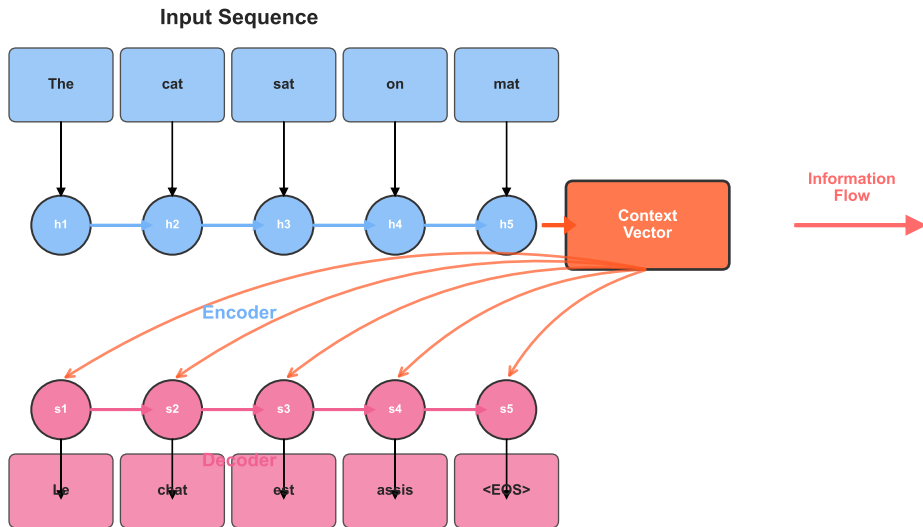 Input Sequence
The
cat
sat
on
mat
Information
Flow
h1
h2
h3
h4
h5
Context
Vector
Encoder
s1
s2
s3
s4
s5
Decoder
Le
chat
est
assis
<EOS>